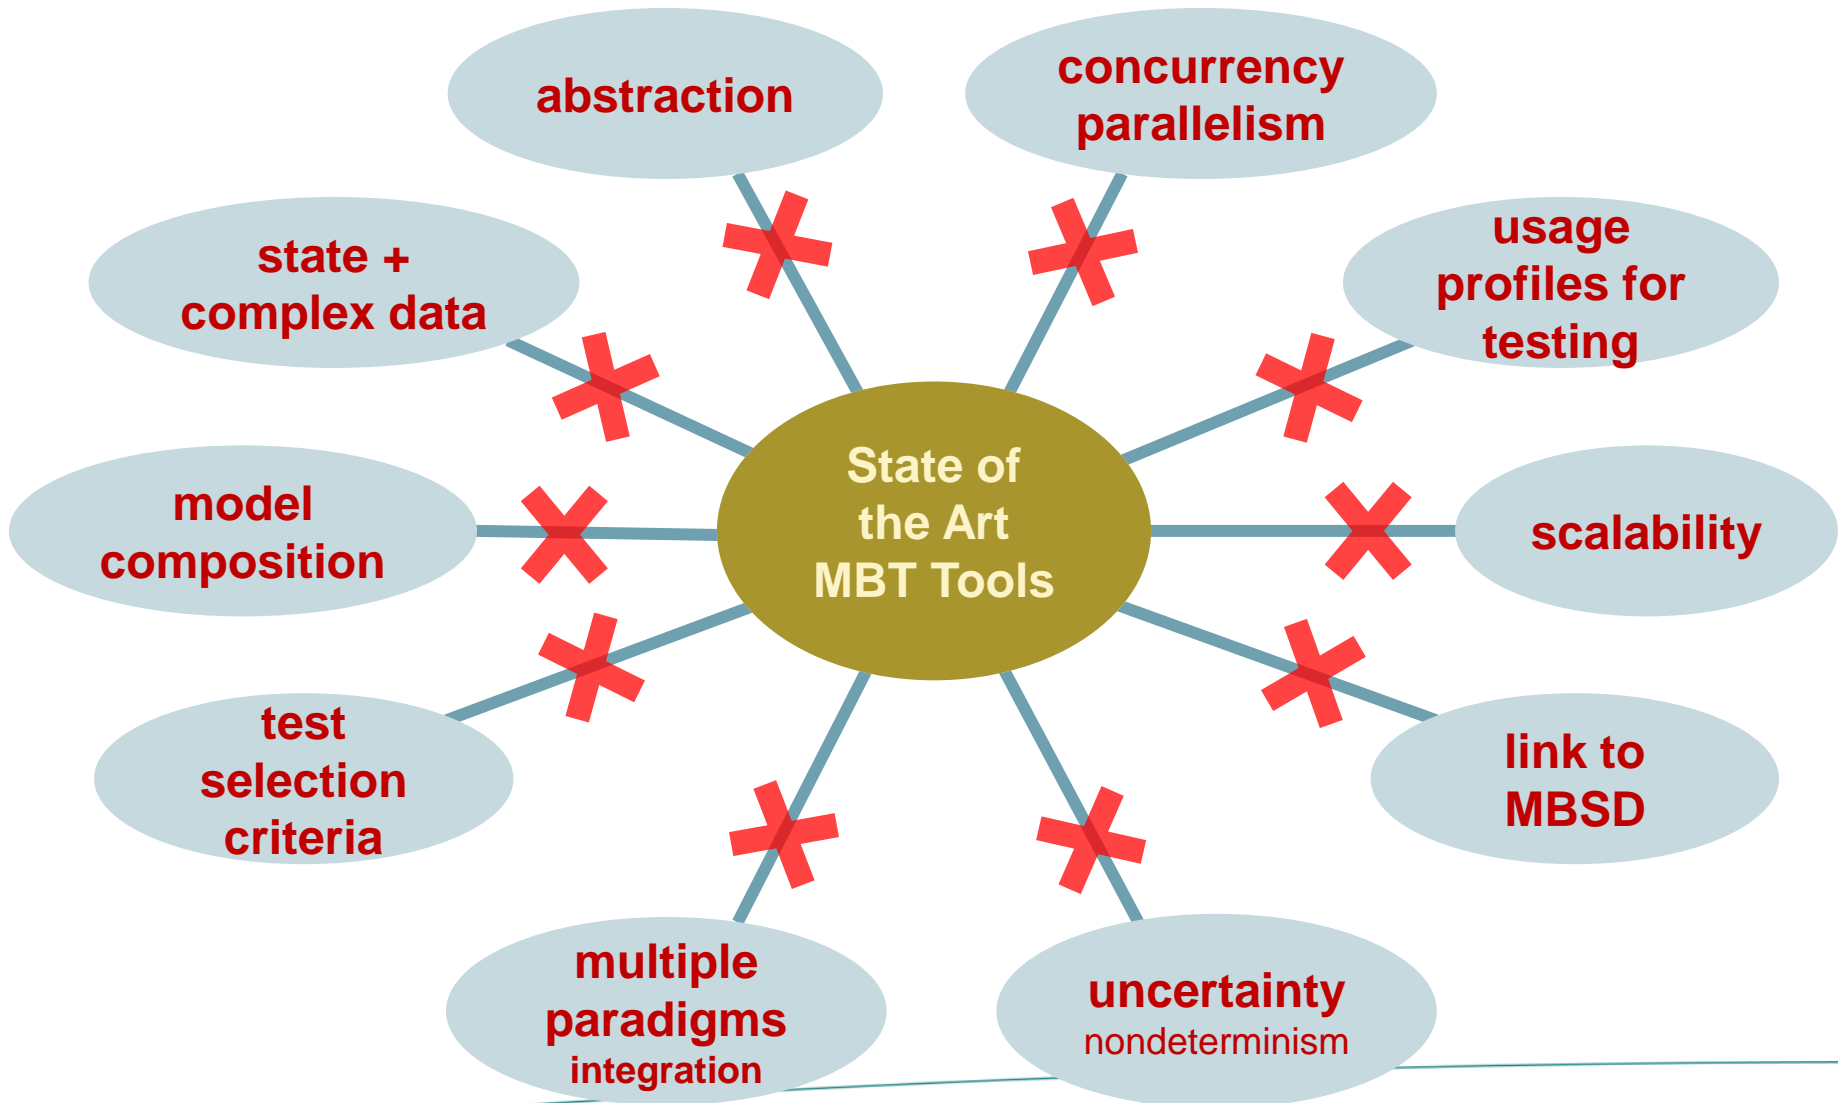 abstraction
concurrency
parallelism
state +
complex data
usage
profiles for
testing
State of
the Art
MBT Tools
model
composition
scalability
test
selection
criteria
link to
MBSD
multiple
paradigms
integration
uncertainty
nondeterminism